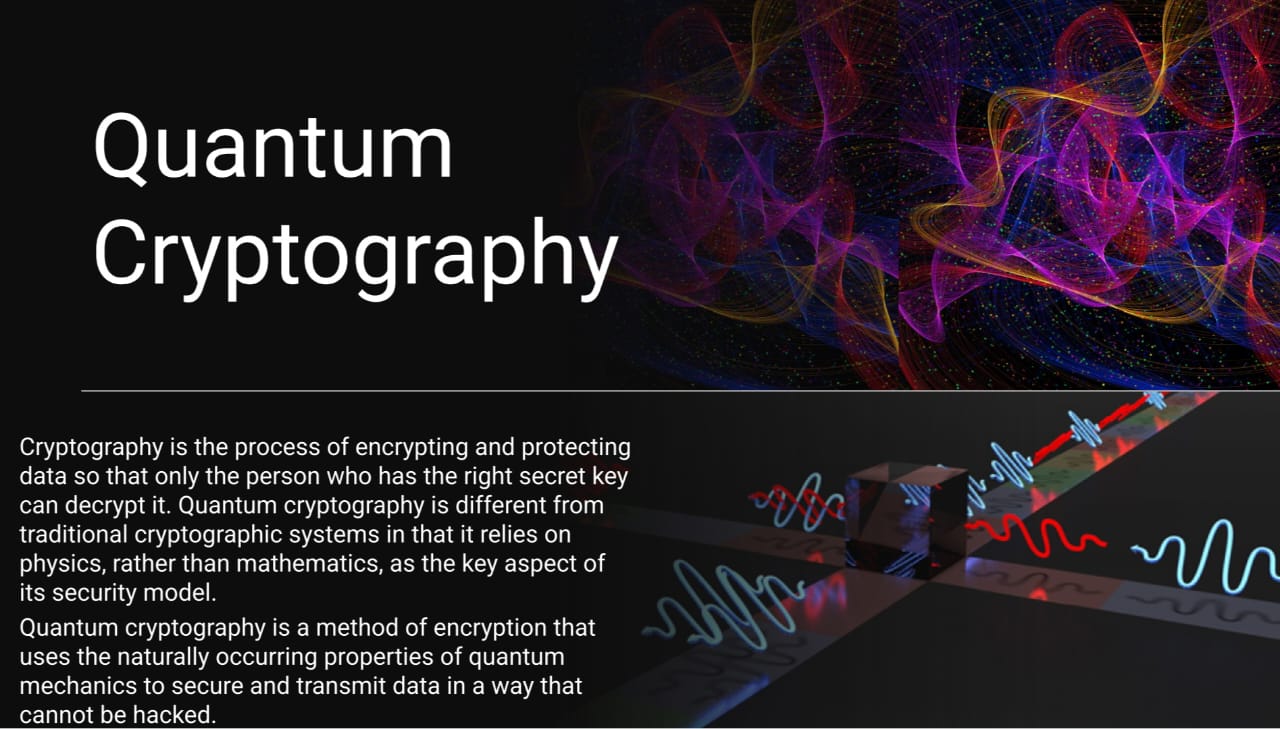 Quantum
Cryptography
Cryptography is the process of encrypting and protecting
data so that only the person who has the right secret key
can decrypt it. Quantum cryptography is different from
traditional cryptographic systems in that it relies on
physics, rather than mathematics, as the key aspect of
its security model.
Quantum cryptography is a method of encryption that
uses the naturally occurring properties of quantum
mechanics to secure and transmit data in a way that
cannot be hacked.